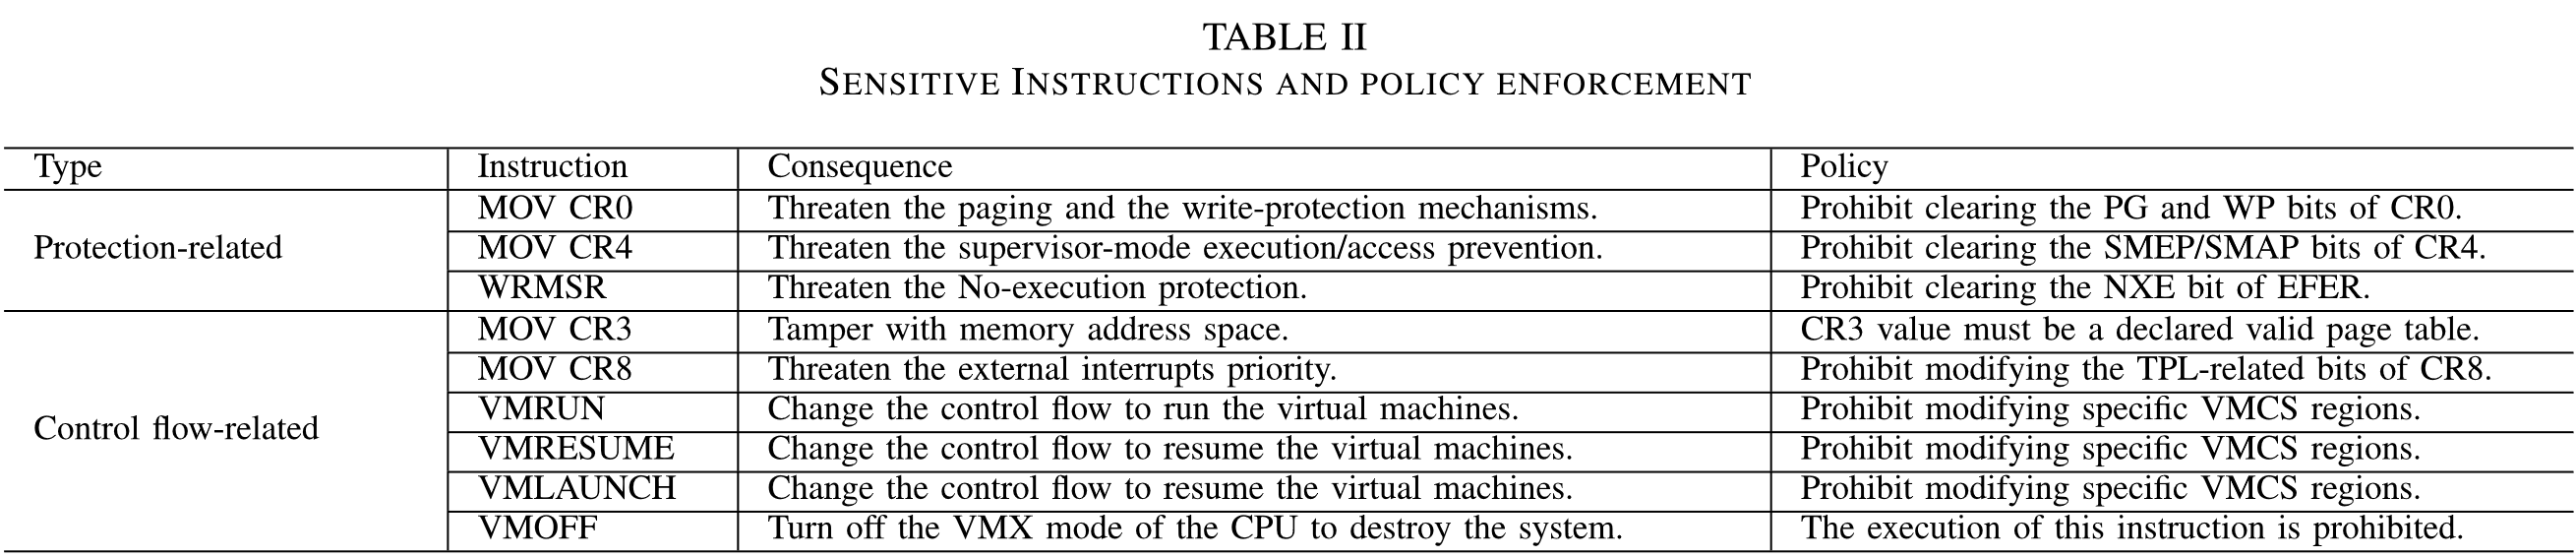 TABLE II
SENSITIVE INSTRUCTIONS AND POLICY ENFORCEMENT
Type Instruction Consequence Policy
Protection-related
MOV CR0 Threaten the paging and the write-protection mechanisms. Prohibit clearing the PG and WP bits of CR0.
MOV CR4 Threaten the supervisor-mode execution/access prevention. Prohibit clearing the SMEP/SMAP bits of CR4.
WRMSR Threaten the No-execution protection. Prohibit clearing the NXE bit of EFER.
Control flow-related
MOV CR3 Tamper with memory address space. CR3 value must be a declared valid page table.
MOV CR8 Threaten the external interrupts priority. Prohibit modifying the TPL-related bits of CR8.
VMRUN Change the control flow to run the virtual machines. Prohibit modifying specific VMCS regions.
VMRESUME Change the control flow to resume the virtual machines. Prohibit modifying specific VMCS regions.
VMLAUNCH Change the control flow to resume the virtual machines. Prohibit modifying specific VMCS regions.
VMOFF Turn off the VMX mode of the CPU to destroy the system. The execution of this instruction is prohibited.